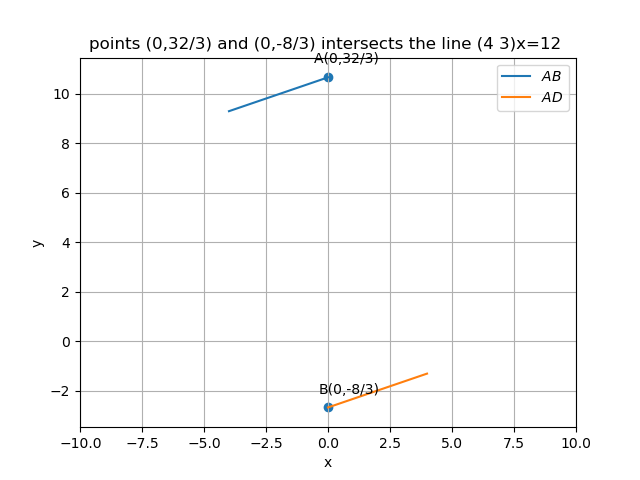 points (0,32/3) and (0,-8/3) intersects the line (4 3)x=12
A(0,32/3)
AB
AD
10
8
6
4
2
0
−2
y
B(0,-8/3)
−10.0 −7.5 −5.0 −2.5 0.0 2.5 5.0 7.5 10.0
x